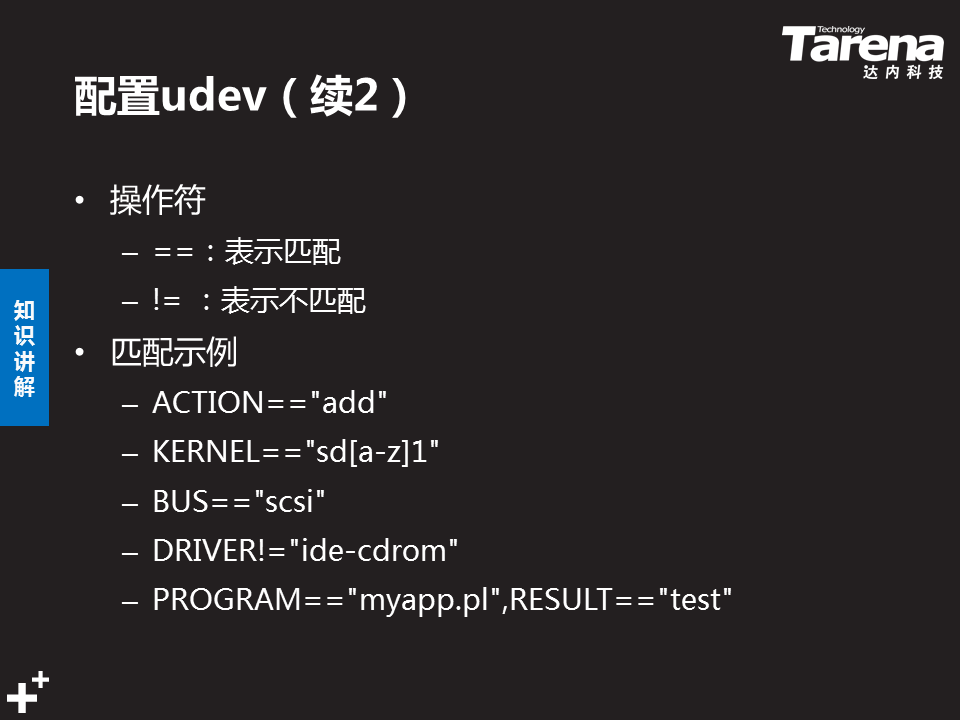 Technology
Tarena
达内科技
配置udev（续2）
• 操作符
– ==：表示匹配
– != ：表示不匹配
知识讲解
• 匹配示例
– ACTION=="add"
– KERNEL=="sd[a-z]1"
– BUS=="scsi"
– DRIVER!="ide-cdrom"
– PROGRAM=="myapp.pl",RESULT=="test"